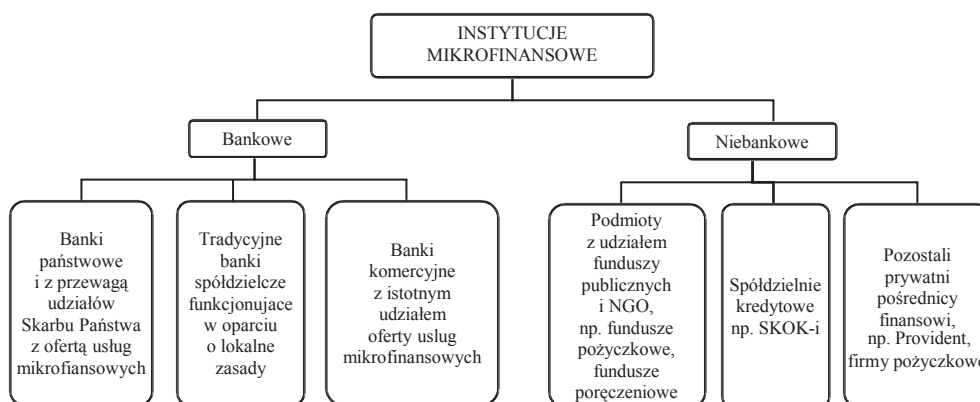 INSTYTUCJE
MIKROFINANSOWE
Bankowe
Niebankowe
Banki
państwowe
i z przewagą
udziałów
Skarbu Państwa
z ofertą usług
mikrofiansowych
Tradycyjne
banki
spółdzielcze
funkcjonujace
w oparciu
o lokalne
zasady
Banki
komercyjne
z istotnym
udziałem
oferty usług
mikrofinansowych
Podmioty
z udziałem
funduszy
publicznych
i NGO,
np. fundusze
pożyczkowe,
fundusze
poręczeniowe
Spółdzielnie
kredytowe
np. SKOK-i
Pozostali
prywatni
pośrednicy
finansowi,
np. Provident,
firmy pożyczkowe